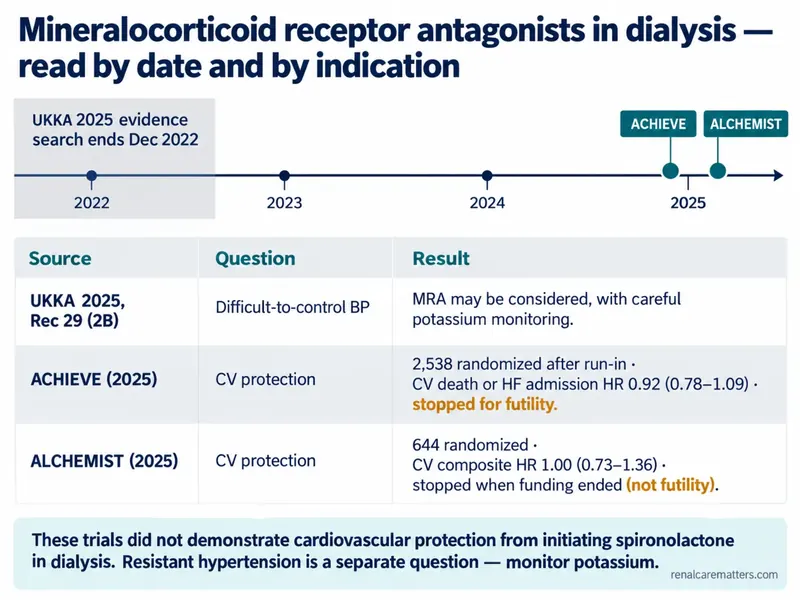 Mineralocorticoid receptor antagonists in dialysis —
read by date and by indication
UKKA 2025 evidence
search ends Dec 2022
ACHIEVE
ALCHEMIST
2022
2023
2024
2025
Source
Question
Result
UKKA 2025,
Rec 29 (2B)
Difficult-to-control BP
MRA may be considered, with careful
potassium monitoring.
ACHIEVE (2025)
CV protection
2,538 randomized after run-in ·
CV death or HF admission HR 0.92 (0.78–1.09) ·
stopped for futility.
ALCHEMIST (2025)
CV protection
644 randomized ·
CV composite HR 1.00 (0.73–1.36) ·
stopped when funding ended (not futility).
These trials did not demonstrate cardiovascular protection from initiating spironolactone
in dialysis. Resistant hypertension is a separate question — monitor potassium.
renalcarematters.com